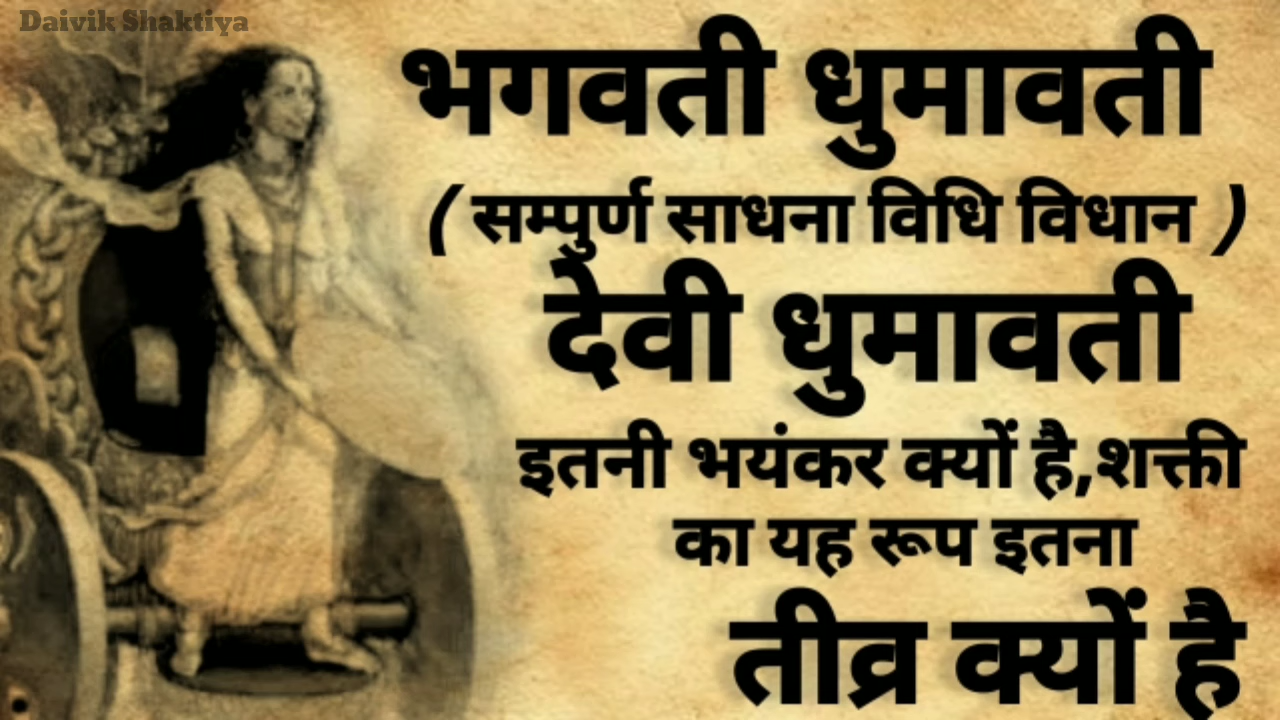 Daivik Shaktiya
भगवती धुमावती
( सम्पुर्ण साधना विधि विधान )
देवी धुमावती
इतनी भयंकर क्यों है,शक्ती
का यह रूप इतना
तीव्र क्यों है